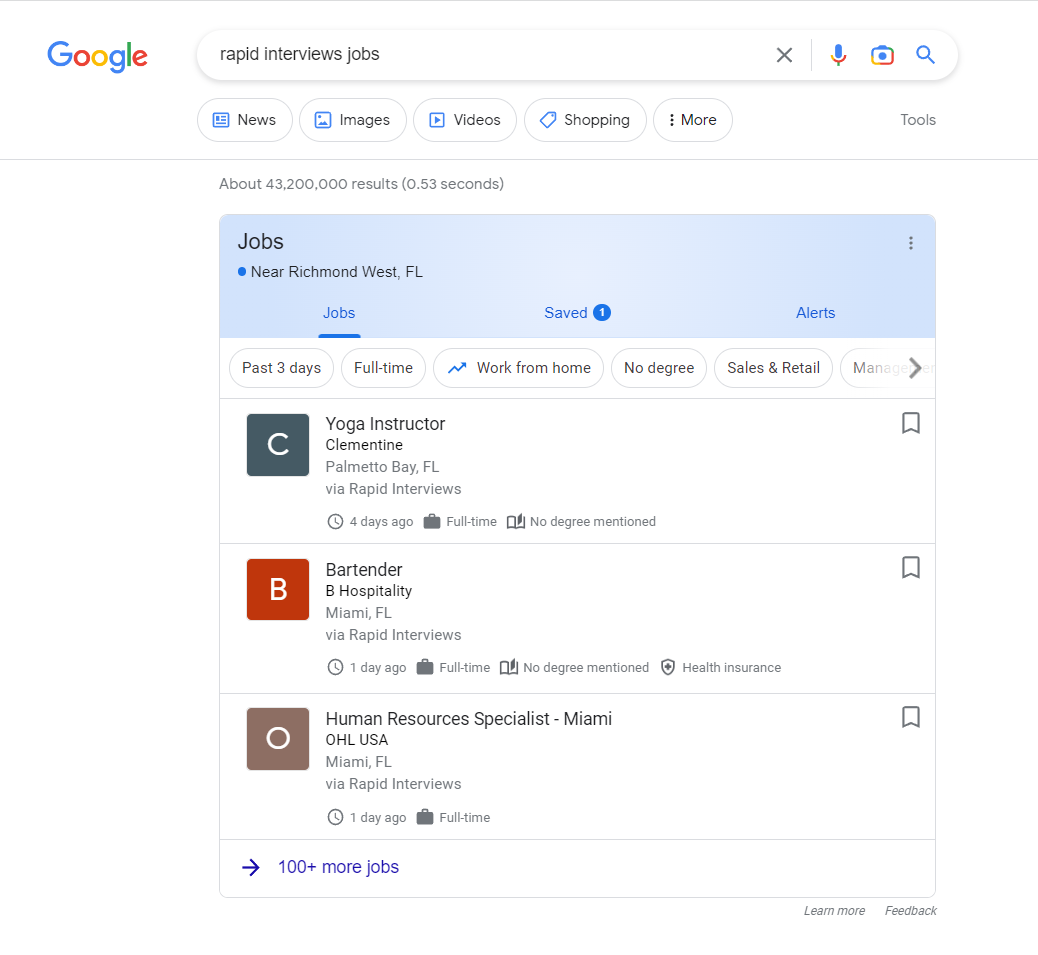 Google
rapid interviews jobs
News Images Videos Shopping More Tools
About 43,200,000 results (0.53 seconds)
Jobs
Near Richmond West, FL
Jobs Saved 1 Alerts
Past 3 days Full-time Work from home No degree Sales & Retail
C
Yoga Instructor
Clementine
Palmetto Bay, FL
via Rapid Interviews
4 days ago Full-time No degree mentioned
B
Bartender
B Hospitality
Miami, FL
via Rapid Interviews
1 day ago Full-time No degree mentioned Health insurance
O
Human Resources Specialist - Miami
OHL USA
Miami, FL
via Rapid Interviews
1 day ago Full-time
100+ more jobs
Learn more Feedback